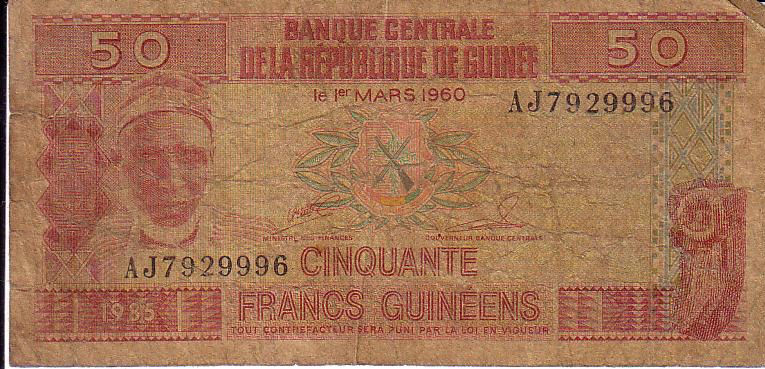 50 BANQUE CENTRALE 50
DE LA RÉPUBLIQUE DE GUINÉE
le 1er MARS 1960
AJ7929996
MINISTRE DES FINANCES GOUVERNEUR BANQUE CENTRALE
AJ7929996 CINQUANTE
1985 FRANCS GUINÉENS
TOUT CONTREFACTEUR SERA PUNI PAR LA LOI EN VIGUEUR